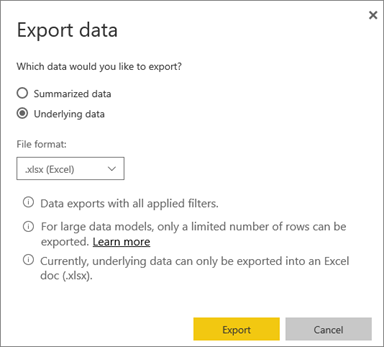 Export data
Which data would you like to export?
Summarized data
Underlying data
File format:
.xlsx (Excel)
Data exports with all applied filters.
For large data models, only a limited number of rows can be
exported. Learn more
Currently, underlying data can only be exported into an Excel
doc (.xlsx).
Export
Cancel